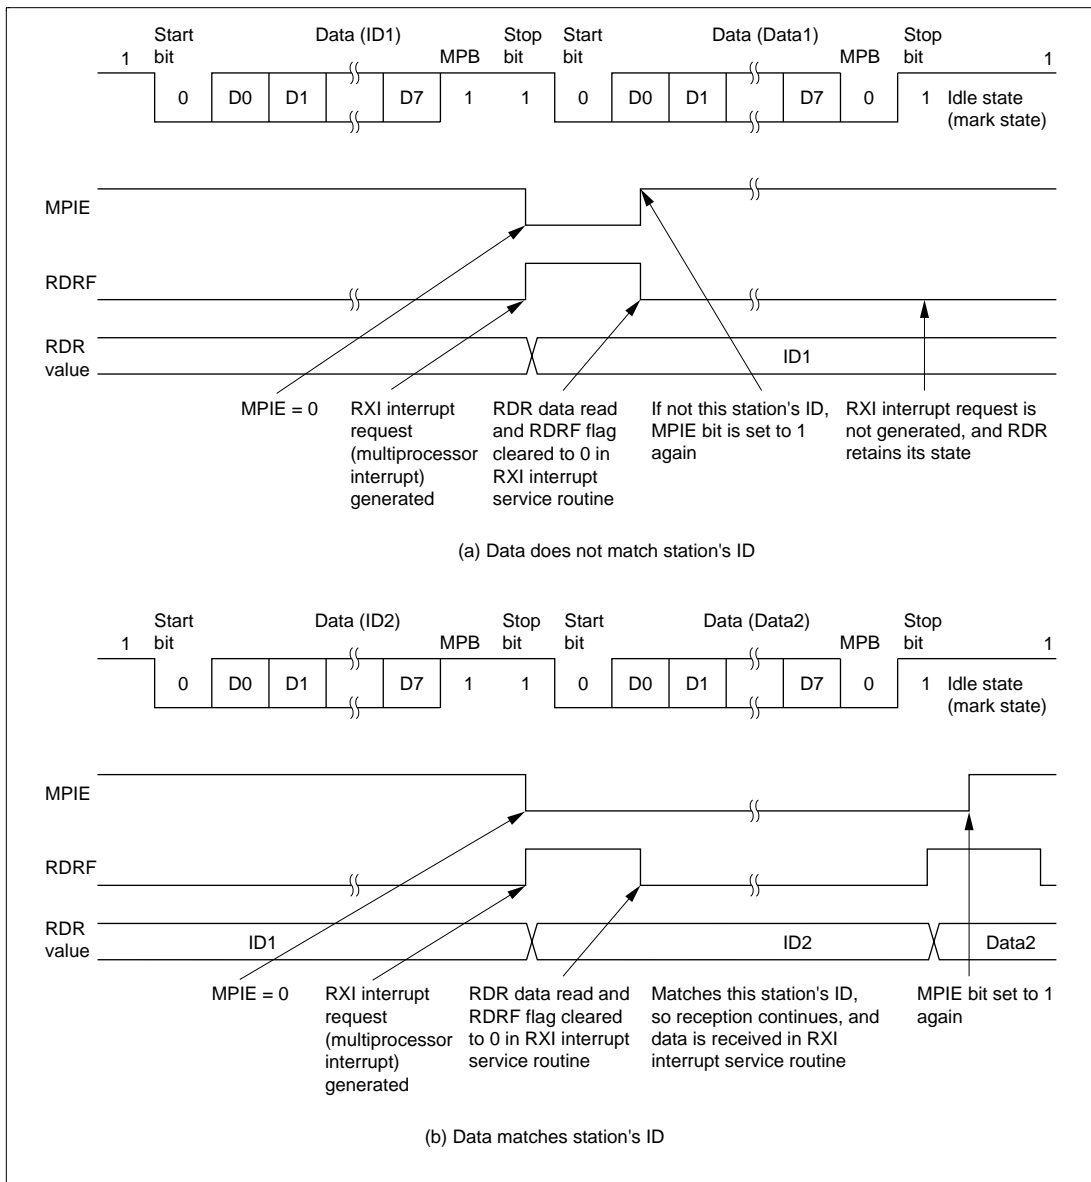 Start bit Data (ID1) Stop bit Start bit Data (Data1) Stop bit
1 MPB MPB 1
0 D0 D1 D7 1 1 0 D0 D1 D7 0 1 Idle state (mark state)
MPIE
RDRF
RDR value
ID1
MPIE = 0
RXI interrupt
request
(multiprocessor
interrupt)
generated
RDR data read
and RDRF flag
cleared to 0 in
RXI interrupt
service routine
If not this station's ID,
MPIE bit is set to 1
again
RXI interrupt request is
not generated, and RDR
retains its state
(a) Data does not match station's ID
Start bit Data (ID2) Stop bit Start bit Data (Data2) Stop bit
1 MPB MPB 1
0 D0 D1 D7 1 1 0 D0 D1 D7 0 1 Idle state (mark state)
MPIE
RDRF
RDR value
ID1 ID2 Data2
MPIE = 0
RXI interrupt
request
(multiprocessor
interrupt)
generated
RDR data read and
RDRF flag cleared
to 0 in RXI interrupt
service routine
Matches this station's ID,
so reception continues, and
data is received in RXI
interrupt service routine
MPIE bit set to 1
again
(b) Data matches station's ID